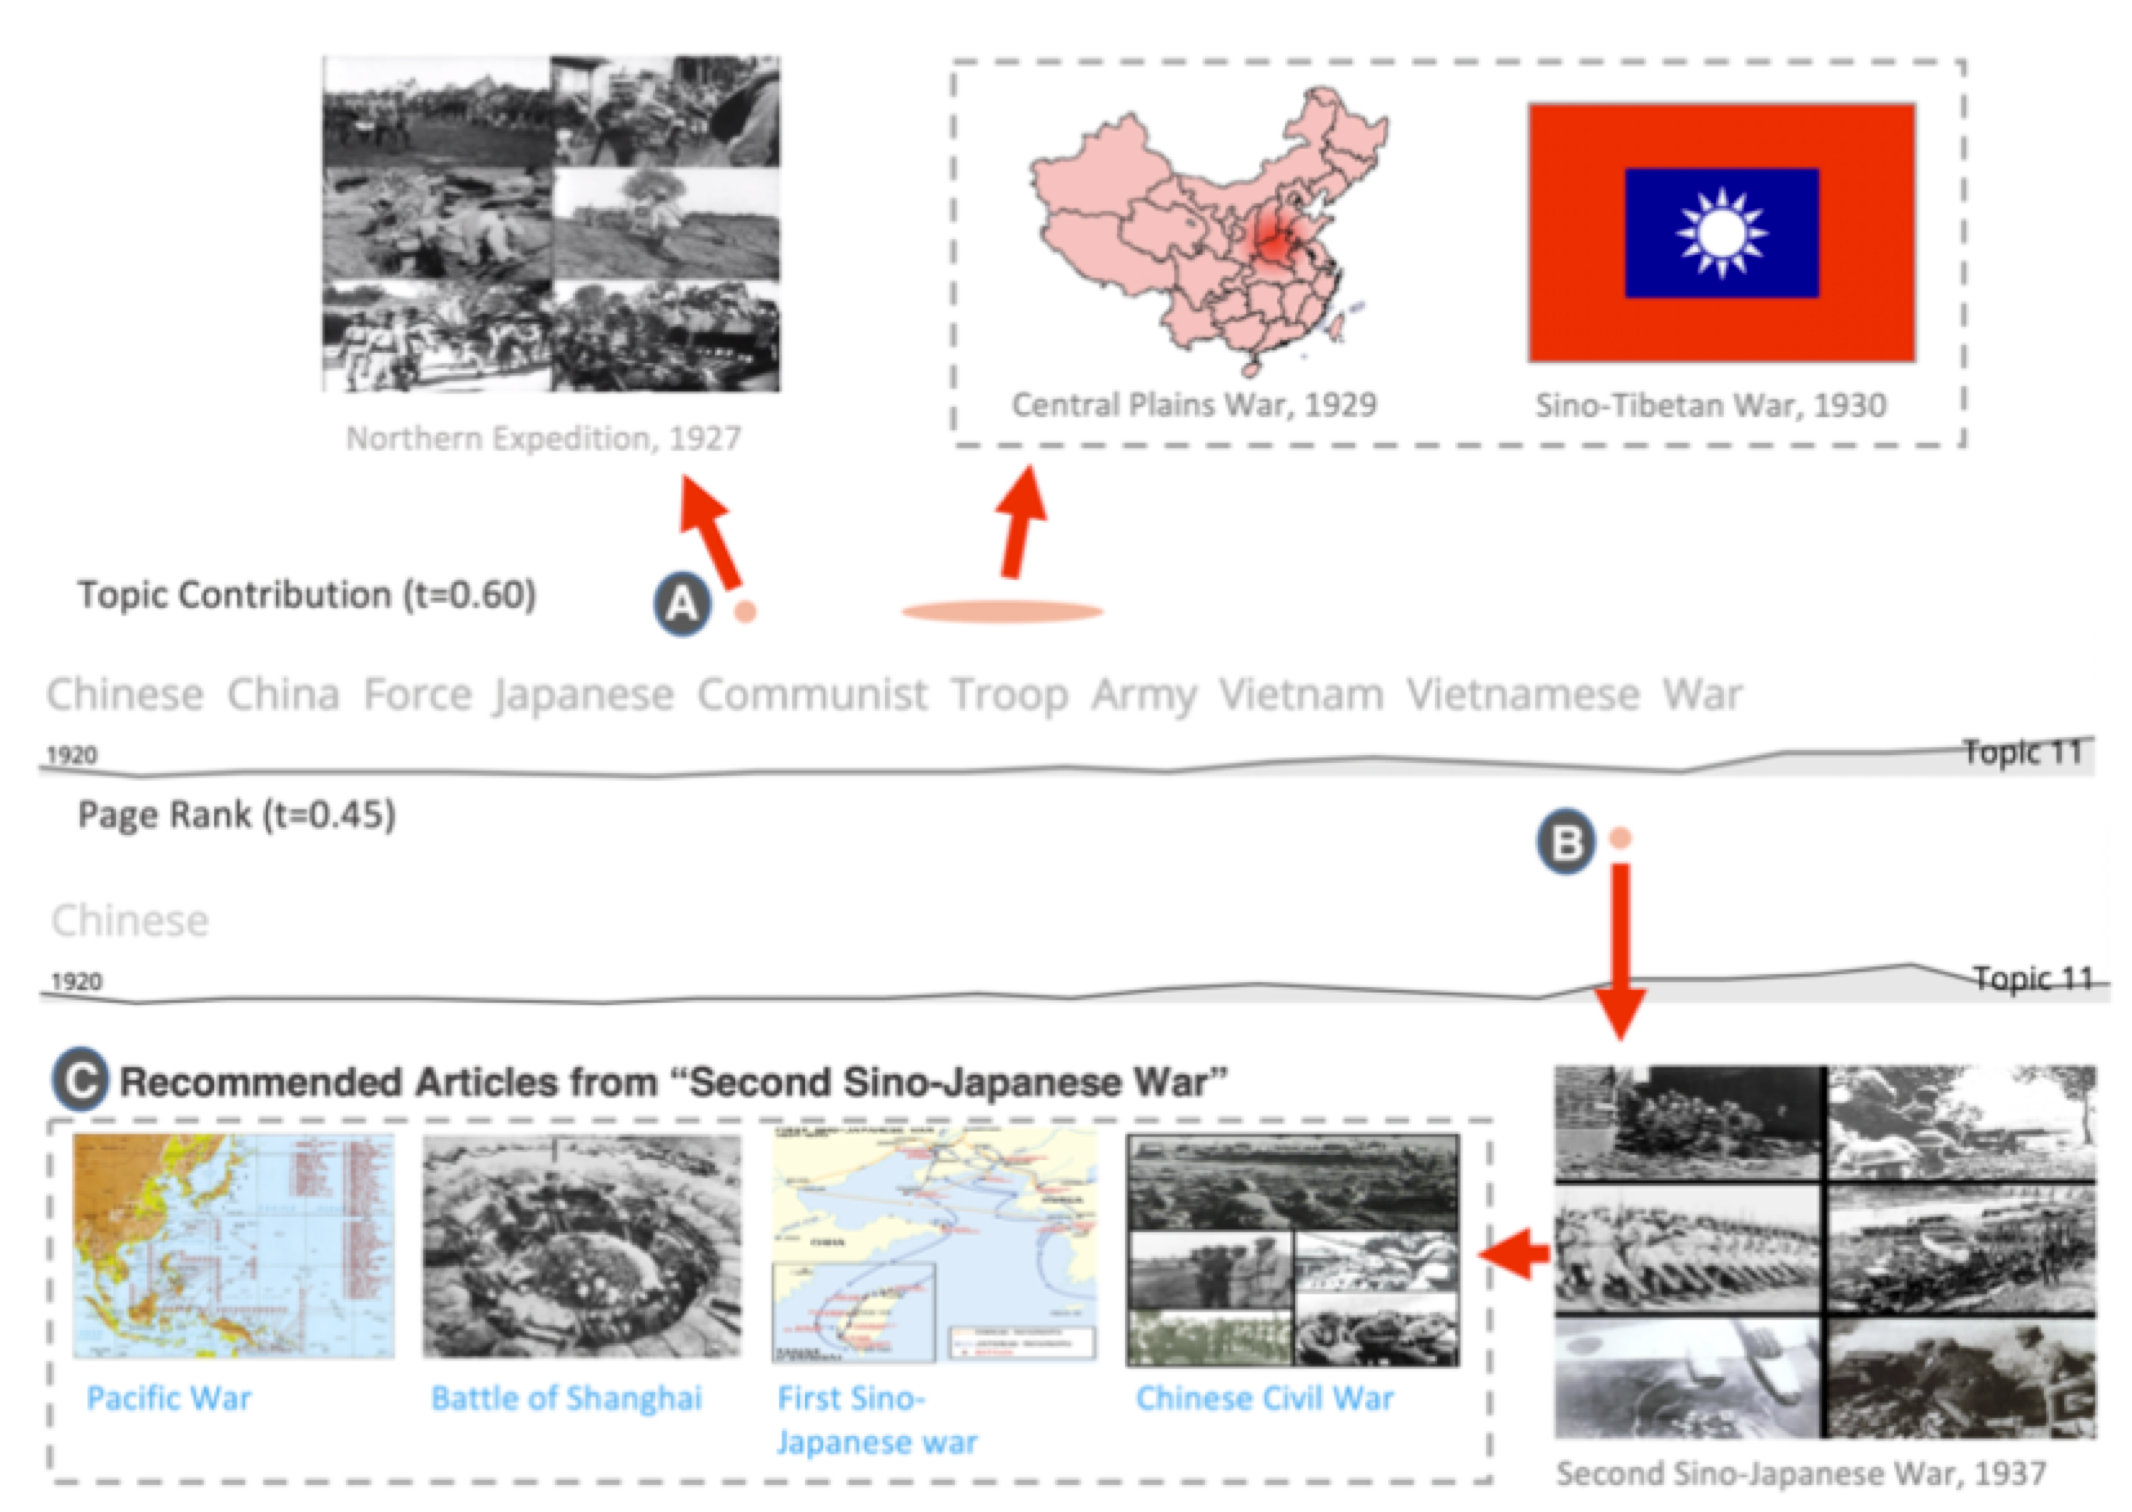 Central Plains War, 1929
Sino-Tibetan War, 1930
Northern Expedition, 1927
Topic Contribution (t=0.60)
A
Chinese China Force Japanese Communist Troop Army Vietnam Vietnamese War
1920
Topic 11
Page Rank (t=0.45)
B
Chinese
1920
Topic 11
C Recommended Articles from “Second Sino-Japanese War”
CHINA
Pacific War
Battle of Shanghai
First Sino-
Japanese war
Chinese Civil War
Second Sino-Japanese War, 1937